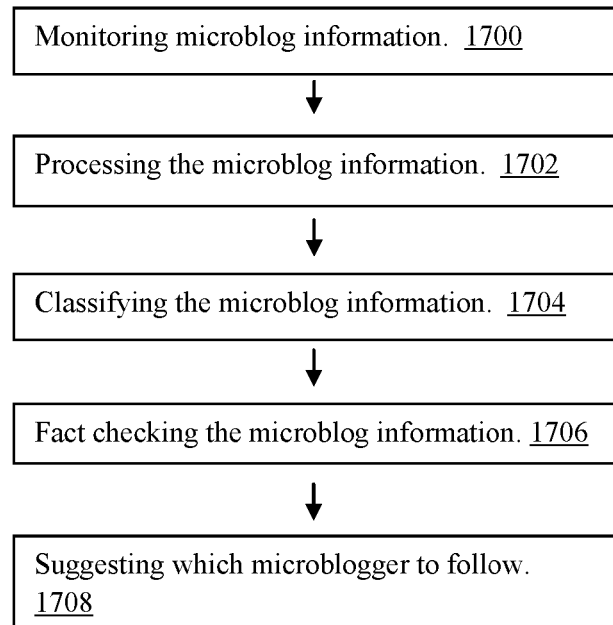 Monitoring microblog information. 1700
Processing the microblog information. 1702
Classifying the microblog information. 1704
Fact checking the microblog information. 1706
Suggesting which microblogger to follow.
1708